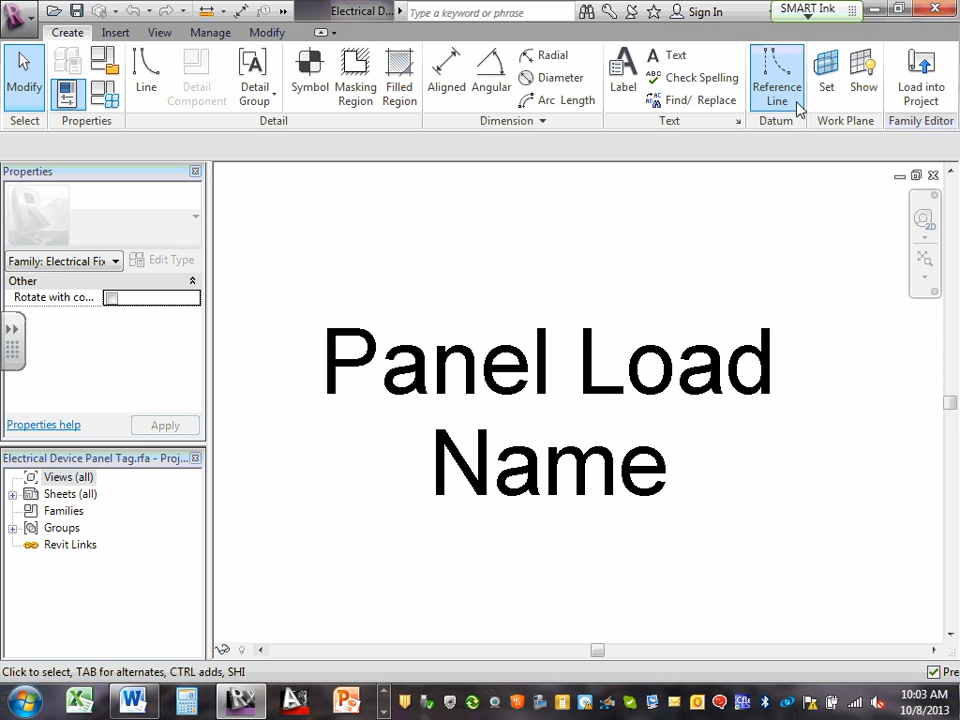 Electrical D...
Type a keyword or phrase
Sign In
SMART Ink
Create
Insert
View
Manage
Modify
Modify
Line
Detail
Component
Detail
Group
Symbol
Masking
Region
Filled
Region
Aligned
Angular
Radial
Diameter
Arc Length
Label
Text
ABC
Check Spelling
Find/ Replace
Reference
Line
Set
Show
Load into
Project
Select
Properties
Detail
Dimension
Text
Datum
Work Plane
Family Editor
Properties
Family: Electrical Fix
Edit Type
Other
Rotate with co...
Properties help
Apply
Electrical Device Panel Tag.rfa - Proj...
Views (all)
Sheets (all)
Families
Groups
Revit Links
2D
Panel Load
Name
Click to select, TAB for alternates, CTRL adds, SHI
Pre
10:03 AM
10/8/2013